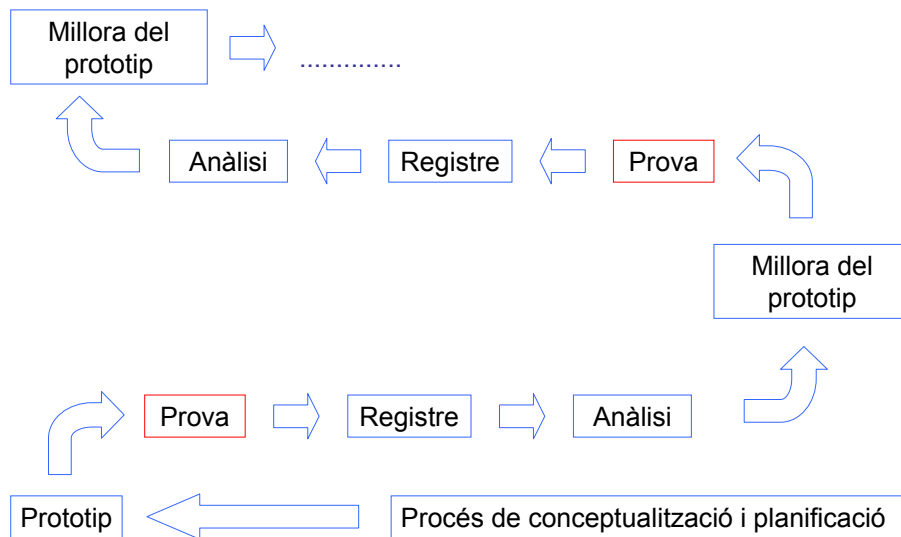 Millora del
prototip
..............
Anàlisi
Registre
Prova
Millora del
prototip
Prova
Registre
Anàlisi
Prototip
Procés de conceptualització i planificació